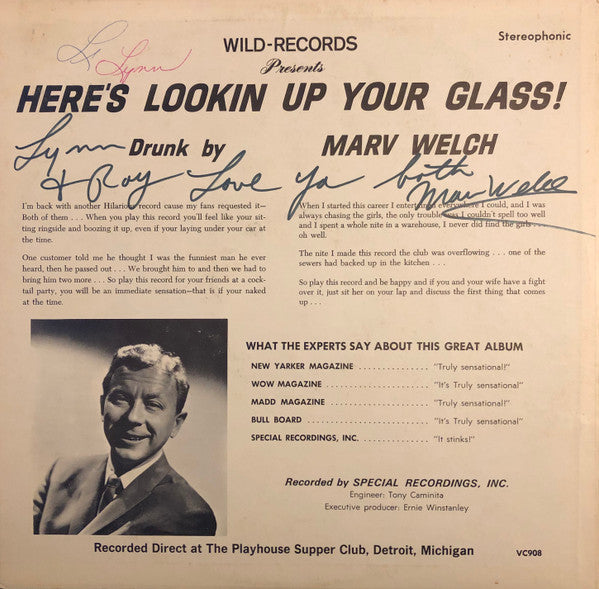 Stereophonic
Lynn
WILD-RECORDS
Presents
HERE'S LOOKIN UP YOUR GLASS!
Lynn
Drunk by MARV WELCH
& Roy Love ya both
Marv Welch
I'm back with another Hilarious record cause my fans requested it—
Both of them . . . When you play this record you'll feel like your sit-
ting ringside and boozing it up, even if your laying under your car at
the time.
One customer told me he thought I was the funniest man he ever
heard, then he passed out . . . We brought him to and then we had to
bring him two more . . . So play this record for your friends at a cock-
tail party, you will be an immediate sensation—that is if your naked
at the time.
When I started this career I entertained everywhere I could, and I was
always chasing the girls, the only trouble was I couldn't spell too well
and I spent a whole nite in a warehouse, I never did find the girls . . .
oh well.
The nite I made this record the club was overflowing . . . one of the
sewers had backed up in the kitchen . . .
So play this record and be happy and if you and your wife have a fight
over it, just sit her on your lap and discuss the first thing that comes
up . . .
WHAT THE EXPERTS SAY ABOUT THIS GREAT ALBUM
NEW YARKER MAGAZINE . . . . . . . . . . . . . . . . "Truly sensational!"
WOW MAGAZINE . . . . . . . . . . . . . . . . . . . . . . "It's Truly sensational"
MADD MAGAZINE . . . . . . . . . . . . . . . . . . . . . "Truly sensational!"
BULL BOARD . . . . . . . . . . . . . . . . . . . . . . . . . "It's Truly sensational"
SPECIAL RECORDINGS, INC. . . . . . . . . . . . . . "It stinks!"
Recorded by SPECIAL RECORDINGS, INC.
Engineer: Tony Caminita
Executive producer: Ernie Winstanley
Recorded Direct at The Playhouse Supper Club, Detroit, Michigan
VC908